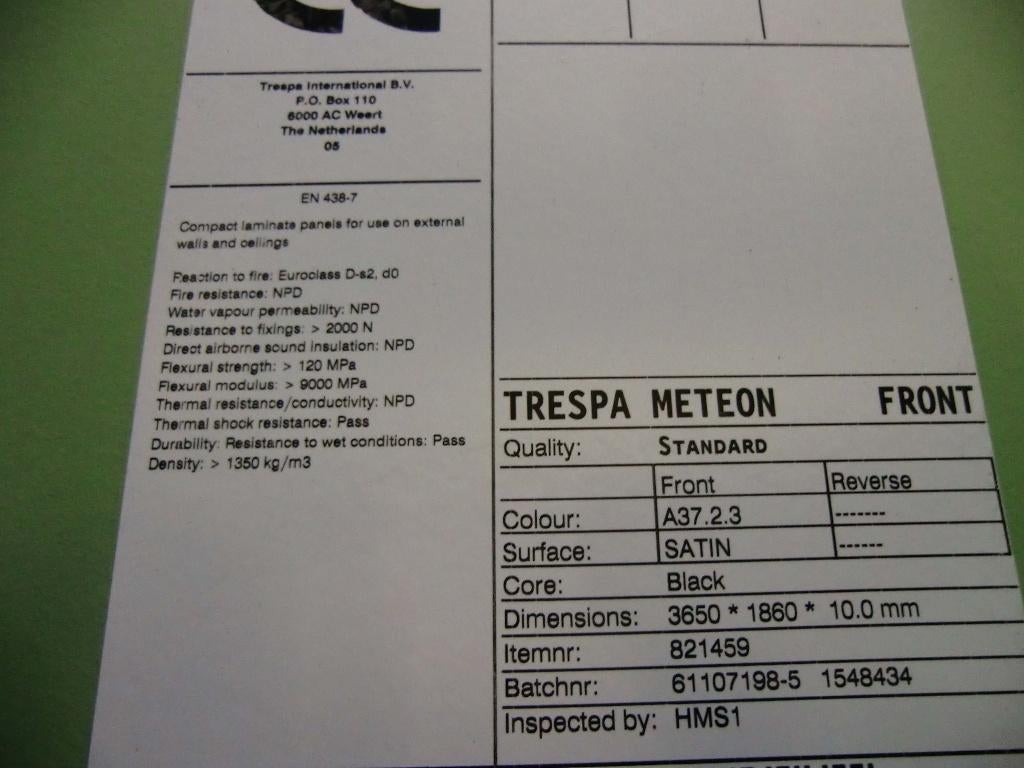 Trespa International B.V.
P.O. Box 110
6000 AC Weert
The Netherlands
05
EN 438-7
Compact laminate panels for use on external
walls and ceilings
Reaction to fire: Euroclass D-s2, d0
Fire resistance: NPD
Water vapour permeability: NPD
Resistance to fixings: > 2000 N
Direct airborne sound insulation: NPD
Flexural strength: > 120 MPa
Flexural modulus: > 9000 MPa
Thermal resistance/conductivity: NPD
Thermal shock resistance: Pass
Durability: Resistance to wet conditions: Pass
Density: > 1350 kg/m3
TRESPA METEON FRONT
Quality: STANDARD
Front Reverse
Colour: A37.2.3 -------
Surface: SATIN ------
Core: Black
Dimensions: 3650 * 1860 * 10.0 mm
Itemnr: 821459
Batchnr: 61107198-5 1548434
Inspected by: HMS1